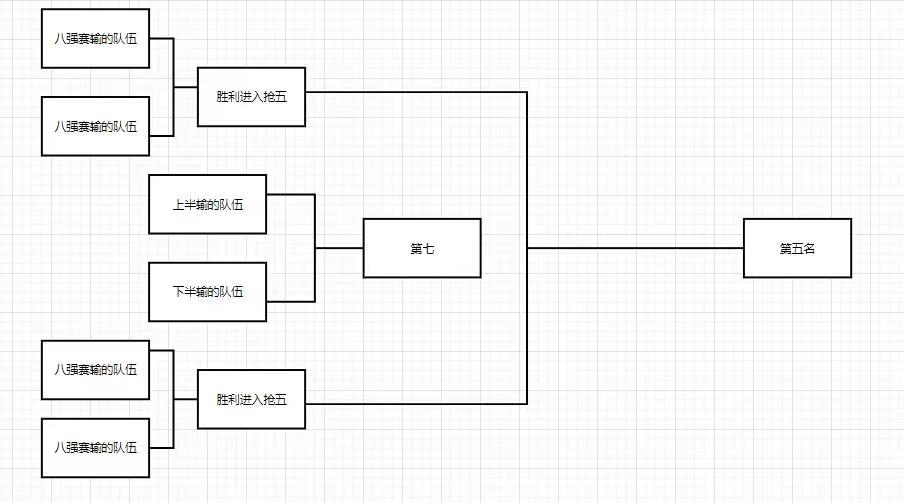 八强赛输的队伍
八强赛输的队伍
胜利进入抢五
上半输的队伍
下半输的队伍
第七
第五名
八强赛输的队伍
八强赛输的队伍
胜利进入抢五